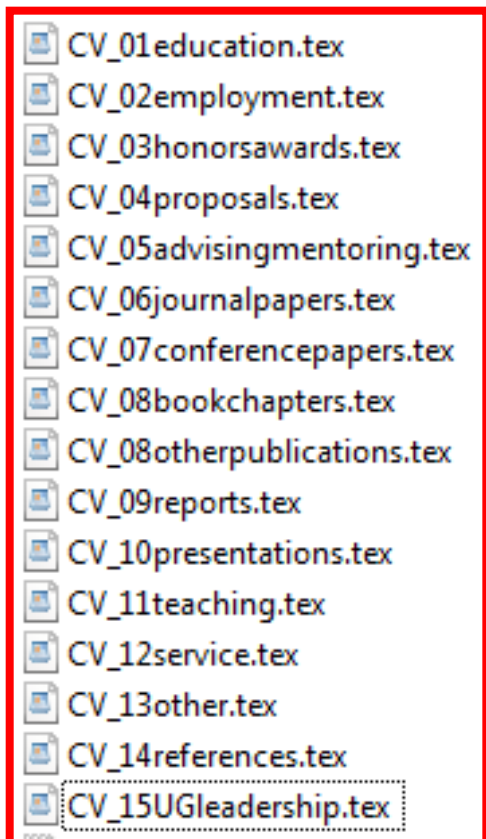 CV_01education.tex
CV_02employment.tex
CV_03honorsawards.tex
CV_04proposals.tex
CV_05advisingmentoring.tex
CV_06journalpapers.tex
CV_07conferencepapers.tex
CV_08bookchapters.tex
CV_08otherpublications.tex
CV_09reports.tex
CV_10presentations.tex
CV_11teaching.tex
CV_12service.tex
CV_13other.tex
CV_14references.tex
CV_15UGleadership.tex